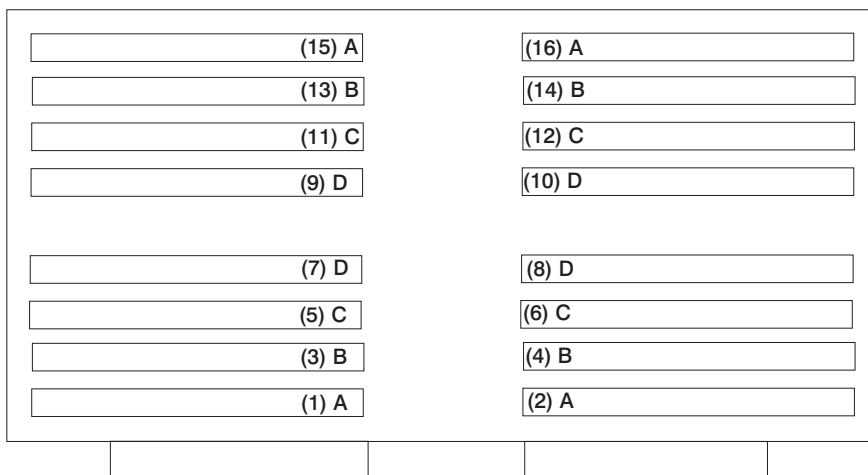 (15) A (16) A
(13) B (14) B
(11) C (12) C
(9) D (10) D
(7) D (8) D
(5) C (6) C
(3) B (4) B
(1) A (2) A